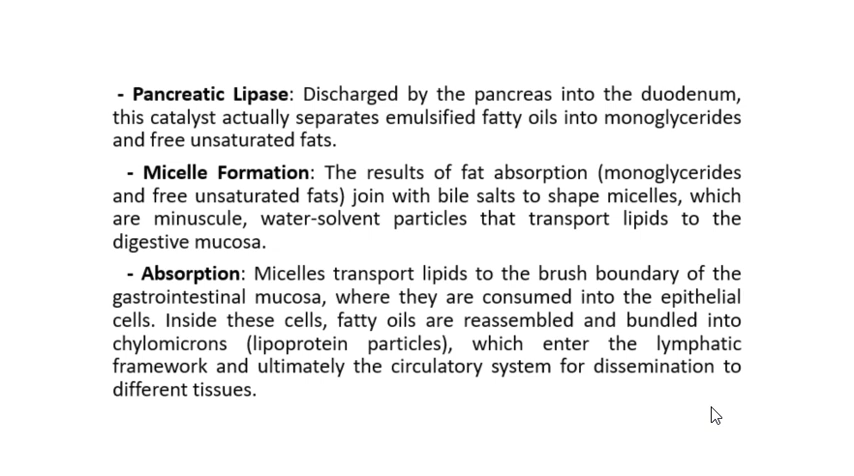 - Pancreatic Lipase: Discharged by the pancreas into the duodenum,
this catalyst actually separates emulsified fatty oils into monoglycerides
and free unsaturated fats.
- Micelle Formation: The results of fat absorption (monoglycerides
and free unsaturated fats) join with bile salts to shape micelles, which
are minuscule, water-solvent particles that transport lipids to the
digestive mucosa.
- Absorption: Micelles transport lipids to the brush boundary of the
gastrointestinal mucosa, where they are consumed into the epithelial
cells. Inside these cells, fatty oils are reassembled and bundled into
chylomicrons (lipoprotein particles), which enter the lymphatic
framework and ultimately the circulatory system for dissemination to
different tissues.